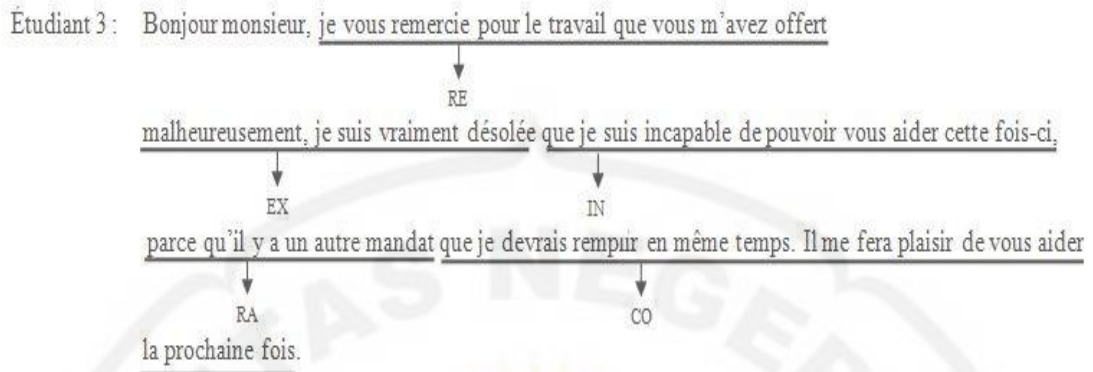 Étudiant 3 : Bonjour monsieur, je vous remercie pour le travail que vous m'avez offert
RE
malheureusement, je suis vraiment désolée que je suis incapable de pouvoir vous aider cette fois-ci,
EX IN
parce qu'il y a un autre mandat que je devrais remplir en même temps. Il me fera plaisir de vous aider
RA CO
la prochaine fois.
AS NEGER